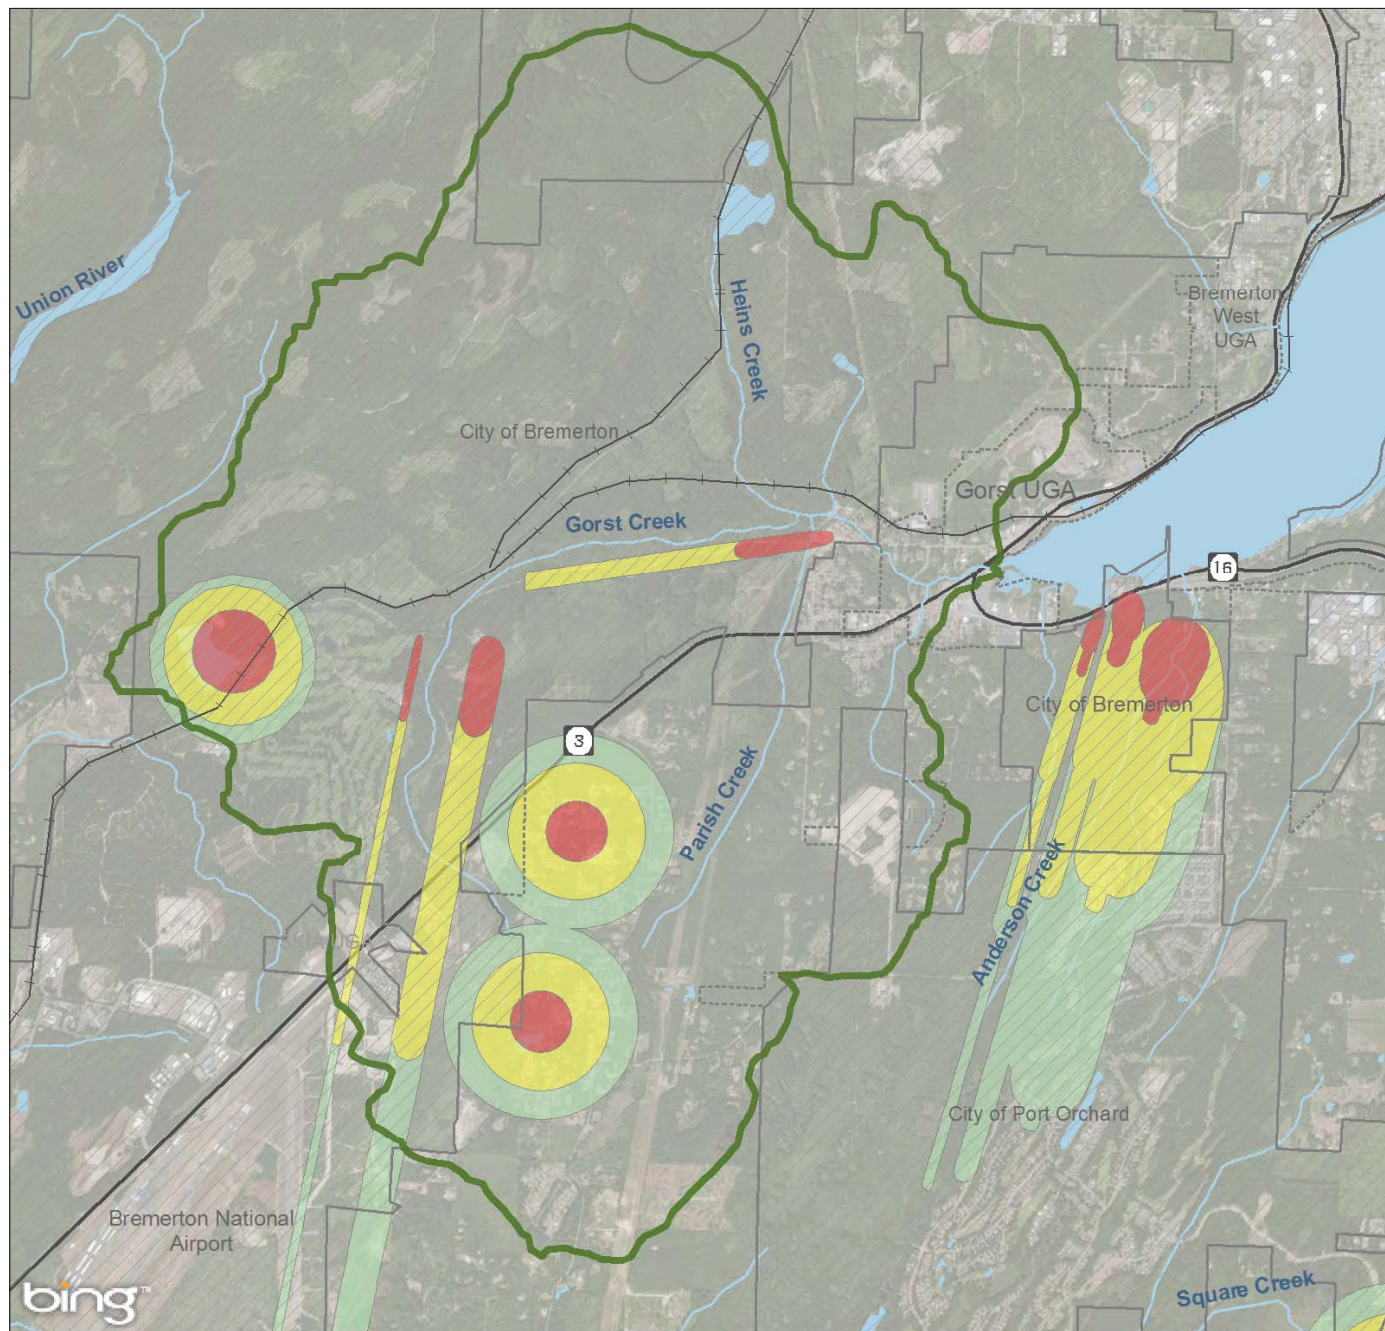 Union River
Heins Creek
Bremerton
West
UGA
City of Bremerton
Gorst UGA
Gorst Creek
16
City of Bremerton
3
Parish Creek
Anderson Creek
City of Port Orchard
Bremerton National
Airport
Square Creek
bing™